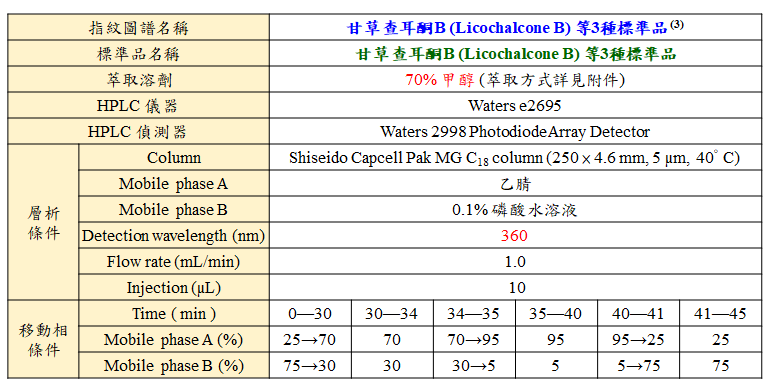 指紋圖譜名稱 甘草查耳酮B (Licochalcone B) 等3種標準品(3)
標準品名稱 甘草查耳酮B (Licochalcone B) 等3種標準品
萃取溶劑 70% 甲醇 (萃取方式詳見附件)
HPLC 儀器 Waters e2695
HPLC 偵測器 Waters 2998 PhotodiodeArray Detector
層析條件
Column Shiseido Capcell Pak MG C18 column (250 x 4.6 mm, 5 μm, 40° C)
Mobile phase A 乙腈
Mobile phase B 0.1% 磷酸水溶液
Detection wavelength (nm) 360
Flow rate (mL/min) 1.0
Injection (μL) 10
移動相條件
Time ( min ) 0—30 30—34 34—35 35—40 40—41 41—45
Mobile phase A (%) 25→70 70 70→95 95 95→25 25
Mobile phase B (%) 75→30 30 30→5 5 5→75 75